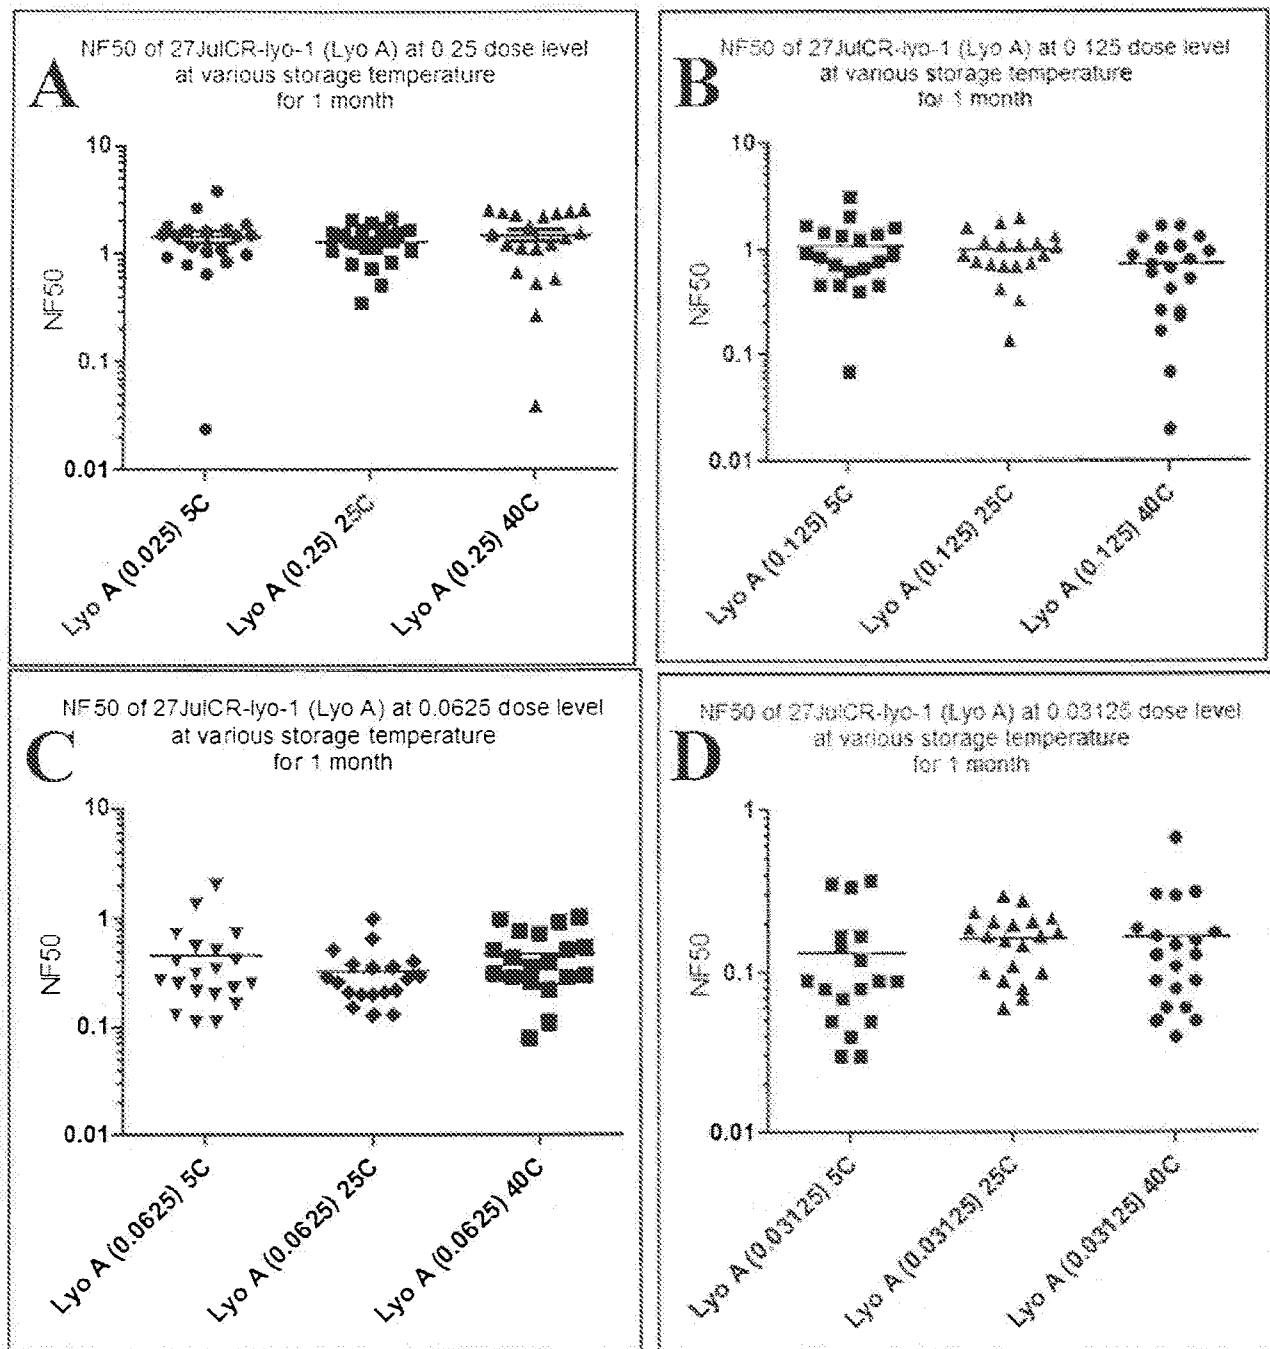 A
NF50 of 27JulCR-lyo-1 (Lyo A) at 0.25 dose level
at various storage temperature
for 1 month
NF50
10
1
0.1
0.01
Lyo A (0.025) 5C
Lyo A (0.25) 25C
Lyo A (0.25) 40C
B
NF50 of 27JulCR-lyo-1 (Lyo A) at 0.125 dose level
at various storage temperature
for 1 month
NF50
10
1
0.1
0.01
Lyo A (0.125) 5C
Lyo A (0.125) 25C
Lyo A (0.125) 40C
C
NF50 of 27JulCR-lyo-1 (Lyo A) at 0.0625 dose level
at various storage temperature
for 1 month
NF50
10
1
0.1
0.01
Lyo A (0.0625) 5C
Lyo A (0.0625) 25C
Lyo A (0.0625) 40C
D
NF50 of 27JulCR-lyo-1 (Lyo A) at 0.03125 dose level
at various storage temperature
for 1 month
NF50
1
0.1
0.01
Lyo A (0.03125) 5C
Lyo A (0.03125) 25C
Lyo A (0.03125) 40C